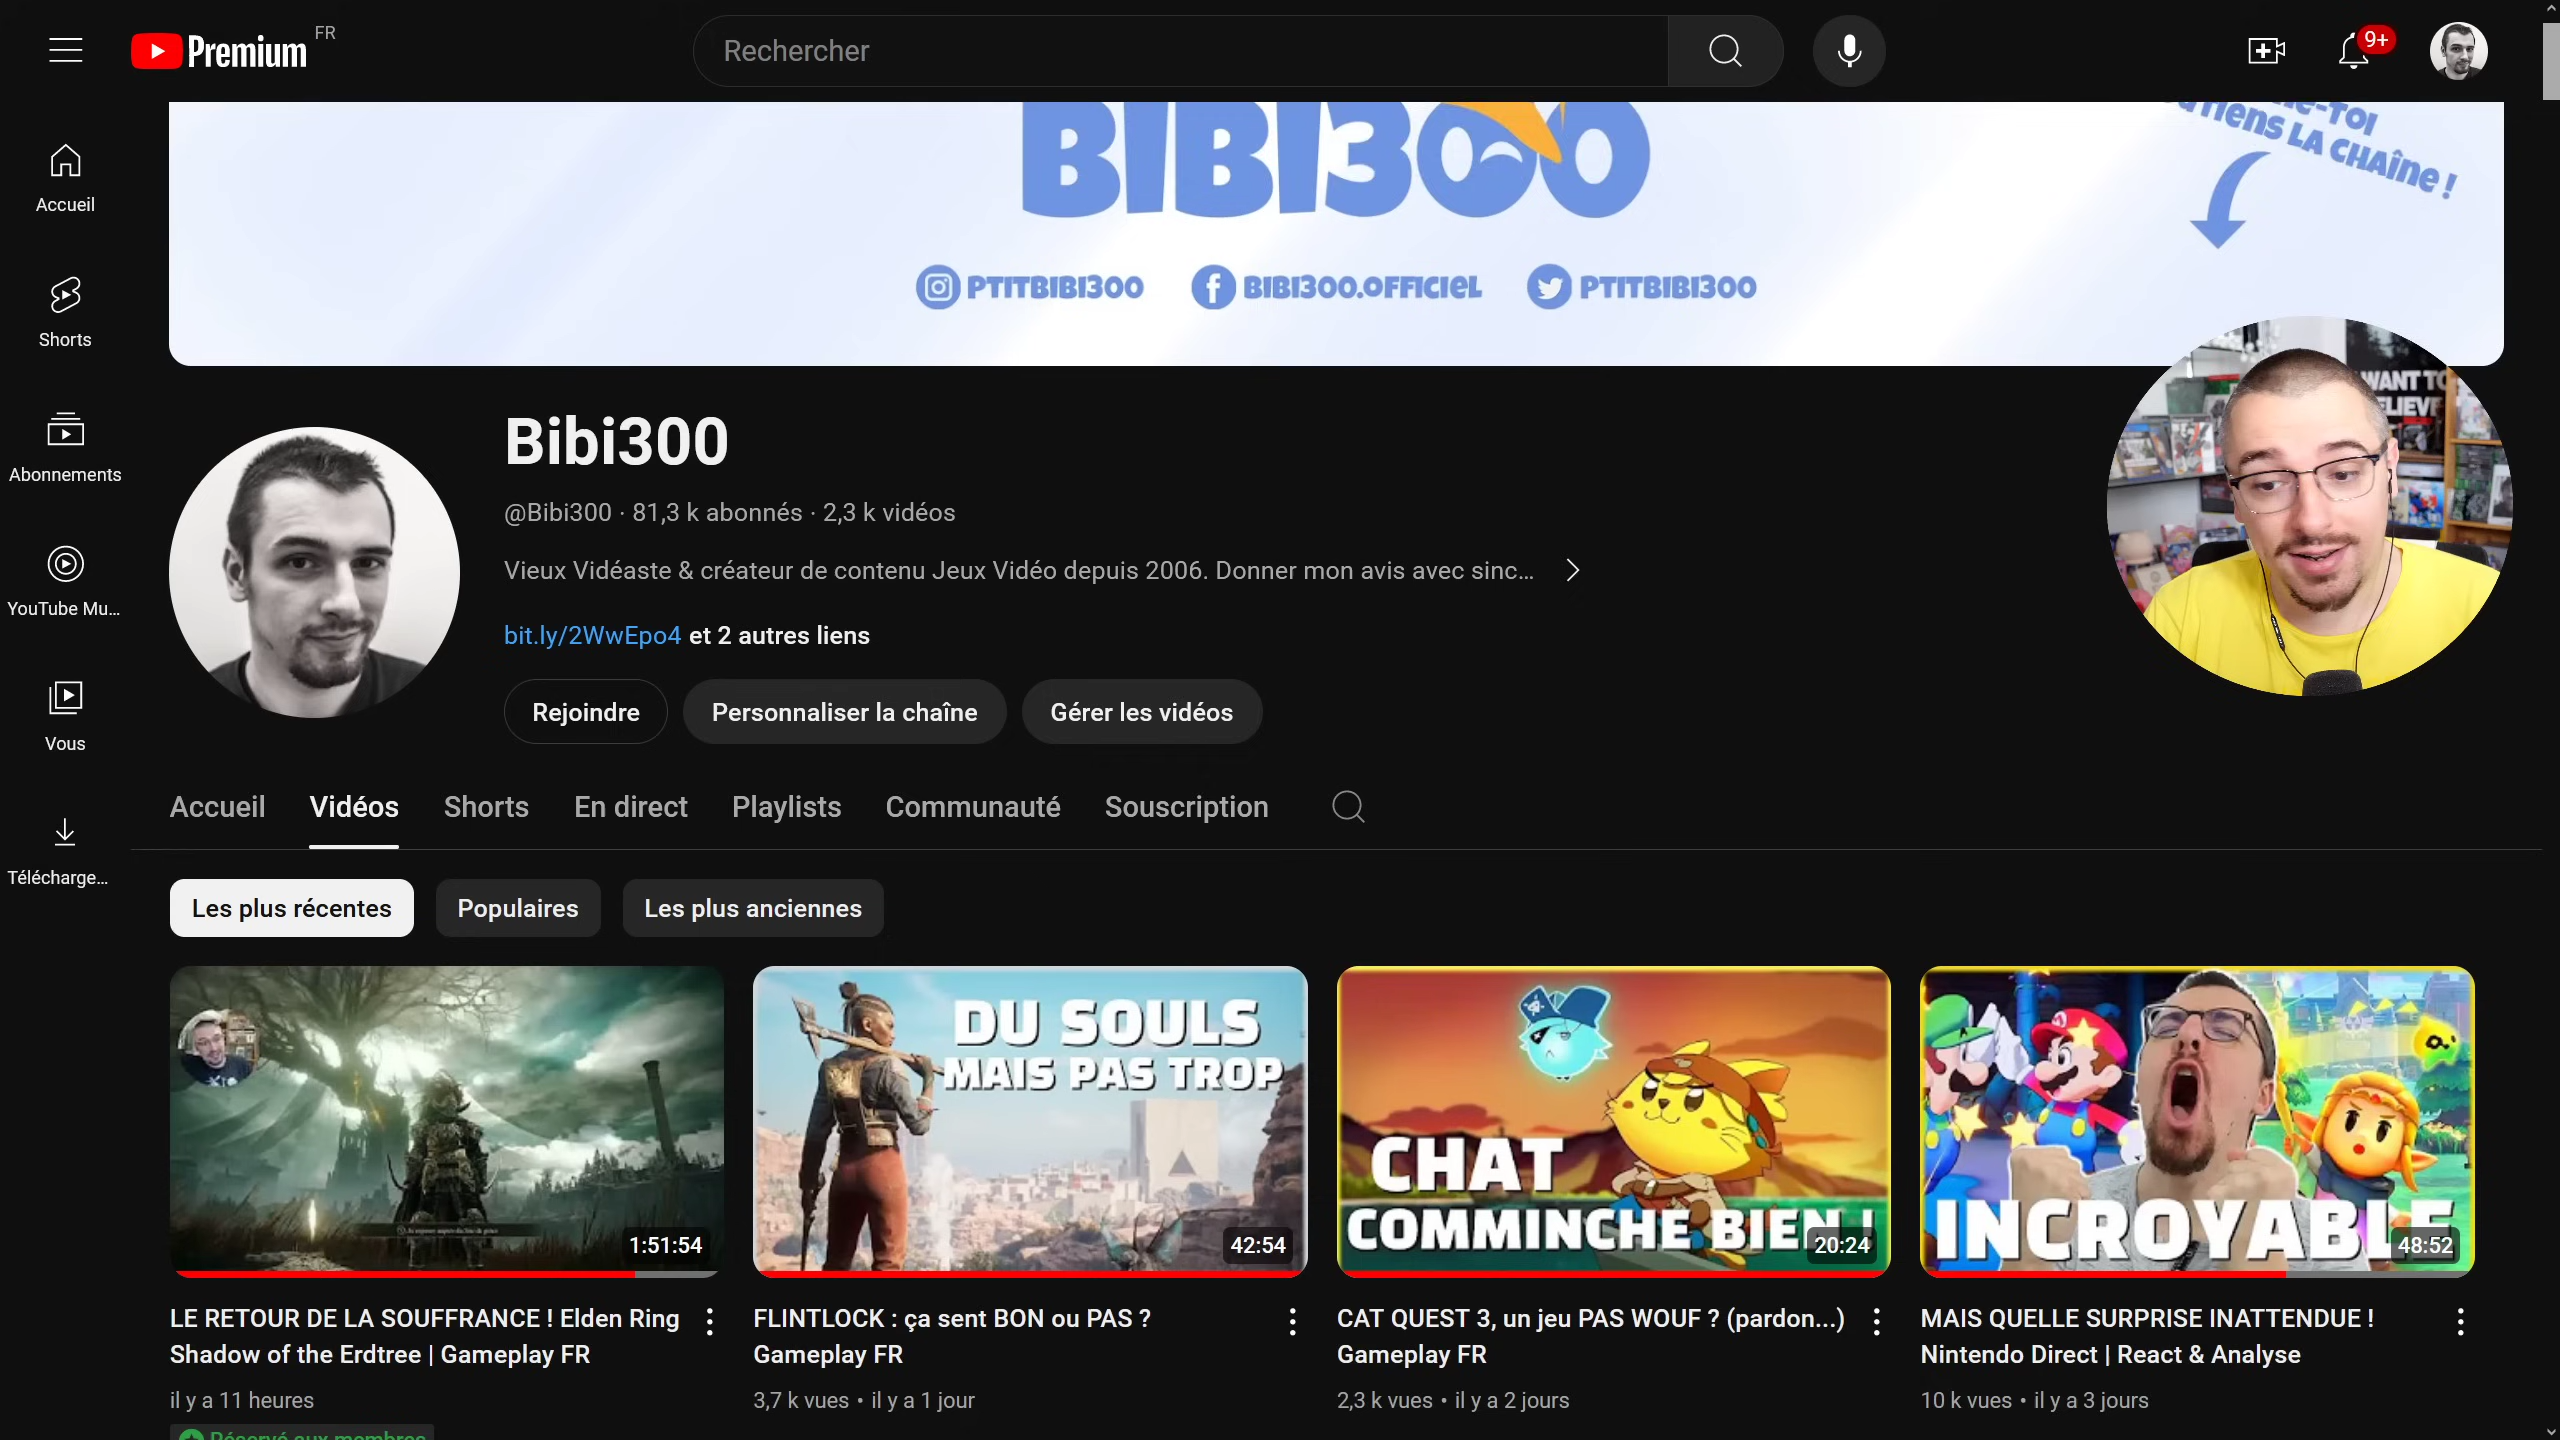 Premium FR
Rechercher
9+
Accueil
Shorts
Abonnements
YouTube Mu...
Vous
Télécharge...
BIBI300
LA CHAÎNE !
PTITBIBI300
BIBI300.OFFICIEL
PTITBIBI300
WANT TO
Bibi300
@Bibi300 · 81,3 k abonnés · 2,3 k vidéos
Vieux Vidéaste & créateur de contenu Jeux Vidéo depuis 2006. Donner mon avis avec sinc...
bit.ly/2WwEpo4 et 2 autres liens
Rejoindre
Personnaliser la chaîne
Gérer les vidéos
Accueil
Vidéos
Shorts
En direct
Playlists
Communauté
Souscription
Les plus récentes
Populaires
Les plus anciennes
1:51:54
LE RETOUR DE LA SOUFFRANCE ! Elden Ring
Shadow of the Erdtree | Gameplay FR
il y a 11 heures
Réservé aux membres
DU SOULS
MAIS PAS TROP
42:54
FLINTLOCK : ça sent BON ou PAS ?
Gameplay FR
3,7 k vues • il y a 1 jour
CHAT
COMMINCHE BIEN !
20:24
CAT QUEST 3, un jeu PAS WOUF ? (pardon...)
Gameplay FR
2,3 k vues • il y a 2 jours
INCROYABLE
48:52
MAIS QUELLE SURPRISE INATTENDUE !
Nintendo Direct | React & Analyse
10 k vues • il y a 3 jours